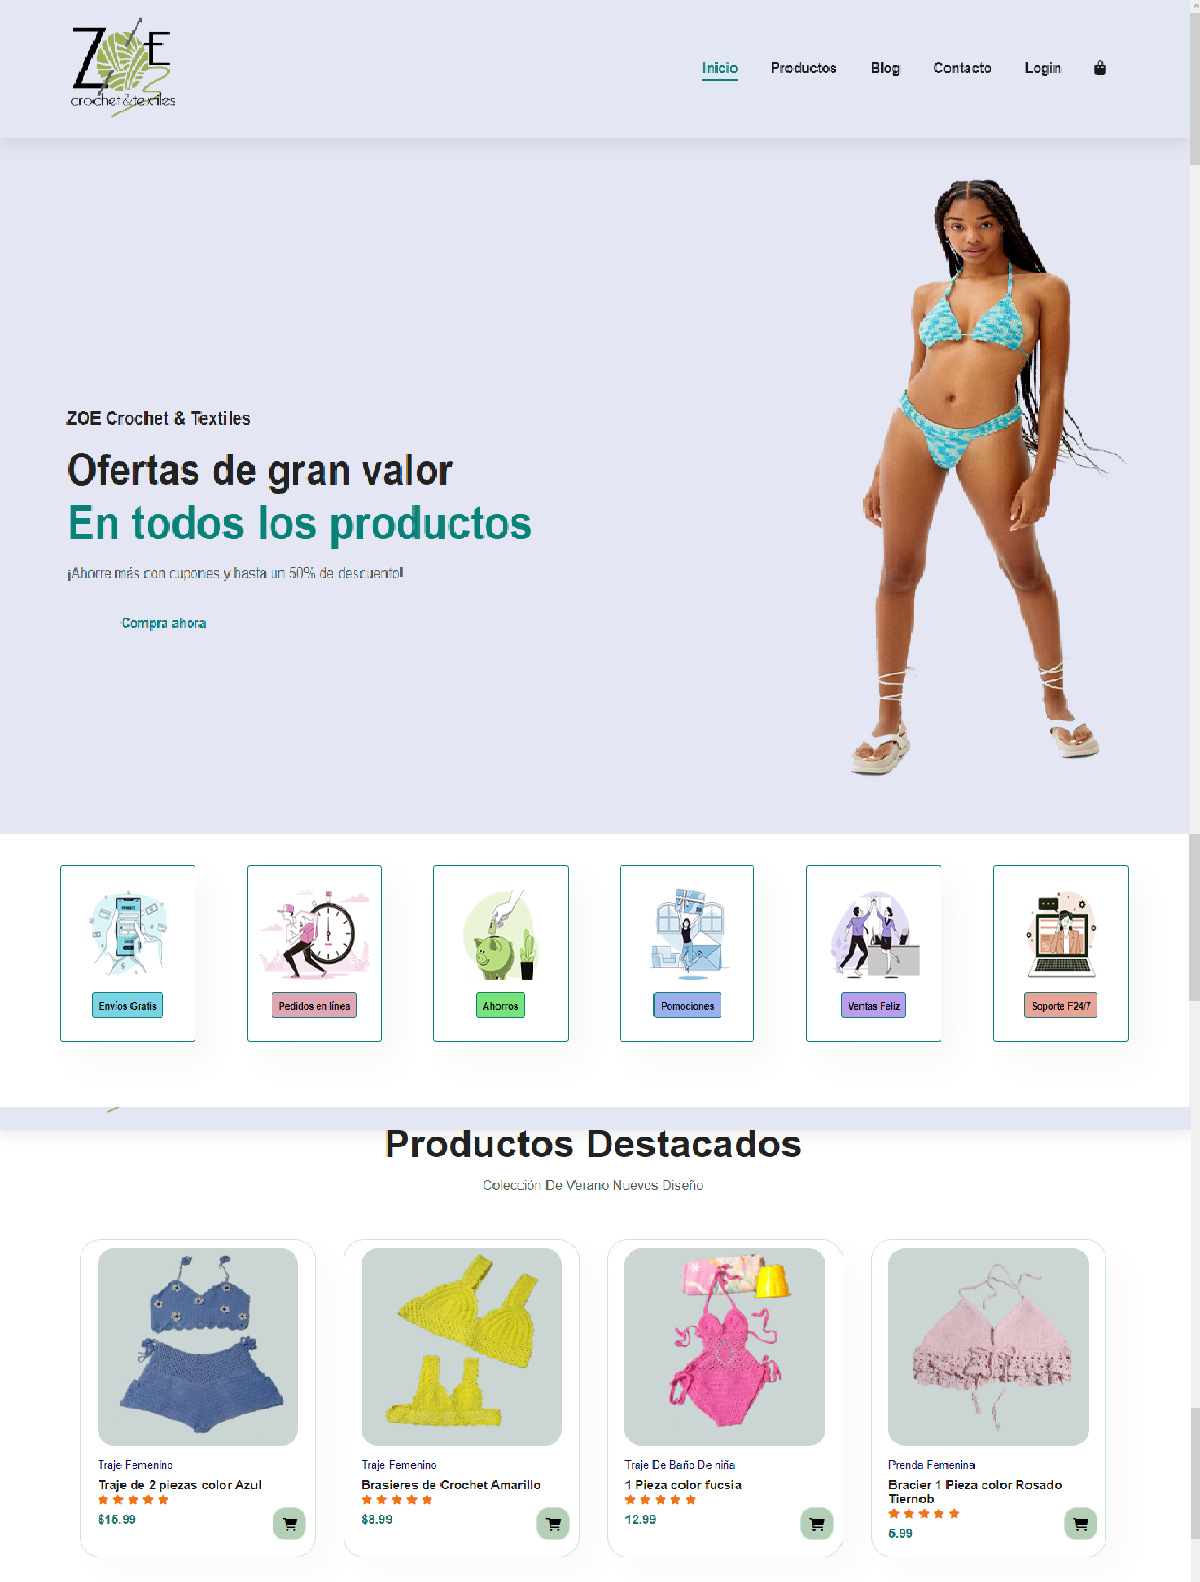 ZOE
crochet & textiles
Inicio Productos Blog Contacto Login
ZOE Crochet & Textiles
Ofertas de gran valor
En todos los productos
¡Ahorre más con cupones y hasta un 50% de descuento!
Compra ahora
Envíos Gratis
Pedidos en línea
Ahorros
Pomociones
Ventas Feliz
Soporte F24/7
Productos Destacados
Colección De Verano Nuevos Diseño
Traje Femenino
Traje de 2 piezas color Azul
$15.99
Traje Femenino
Brasieres de Crochet Amarillo
$8.99
Traje De Baño De niña
1 Pieza color fucsia
12.99
Prenda Femenina
Bracier 1 Pieza color Rosado
Tiernob
5.99